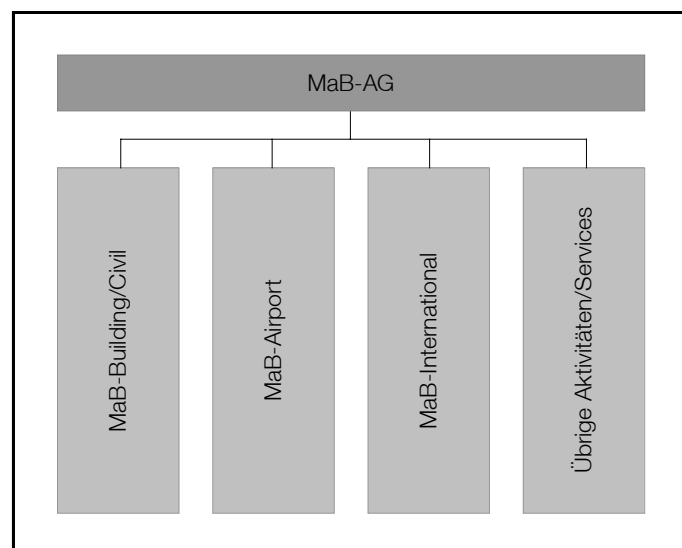 MaB-AG
MaB-Building/Civil
MaB-Airport
MaB-International
Übrige Aktivitäten/Services